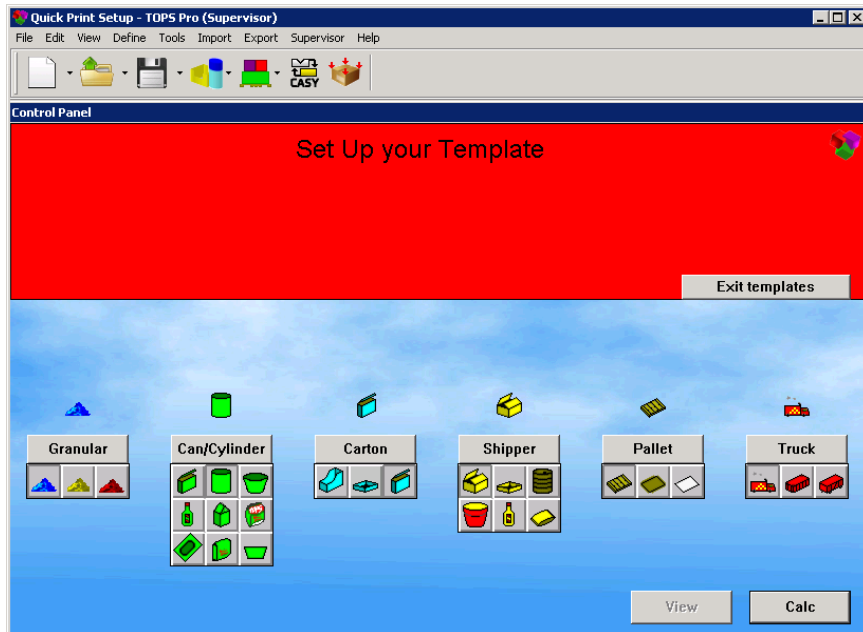 Quick Print Setup - TOPS Pro (Supervisor)
File Edit View Define Tools Import Export Supervisor Help
CASY
Control Panel
Set Up your Template
Exit templates
Granular Can/Cylinder Carton Shipper Pallet Truck
View Calc